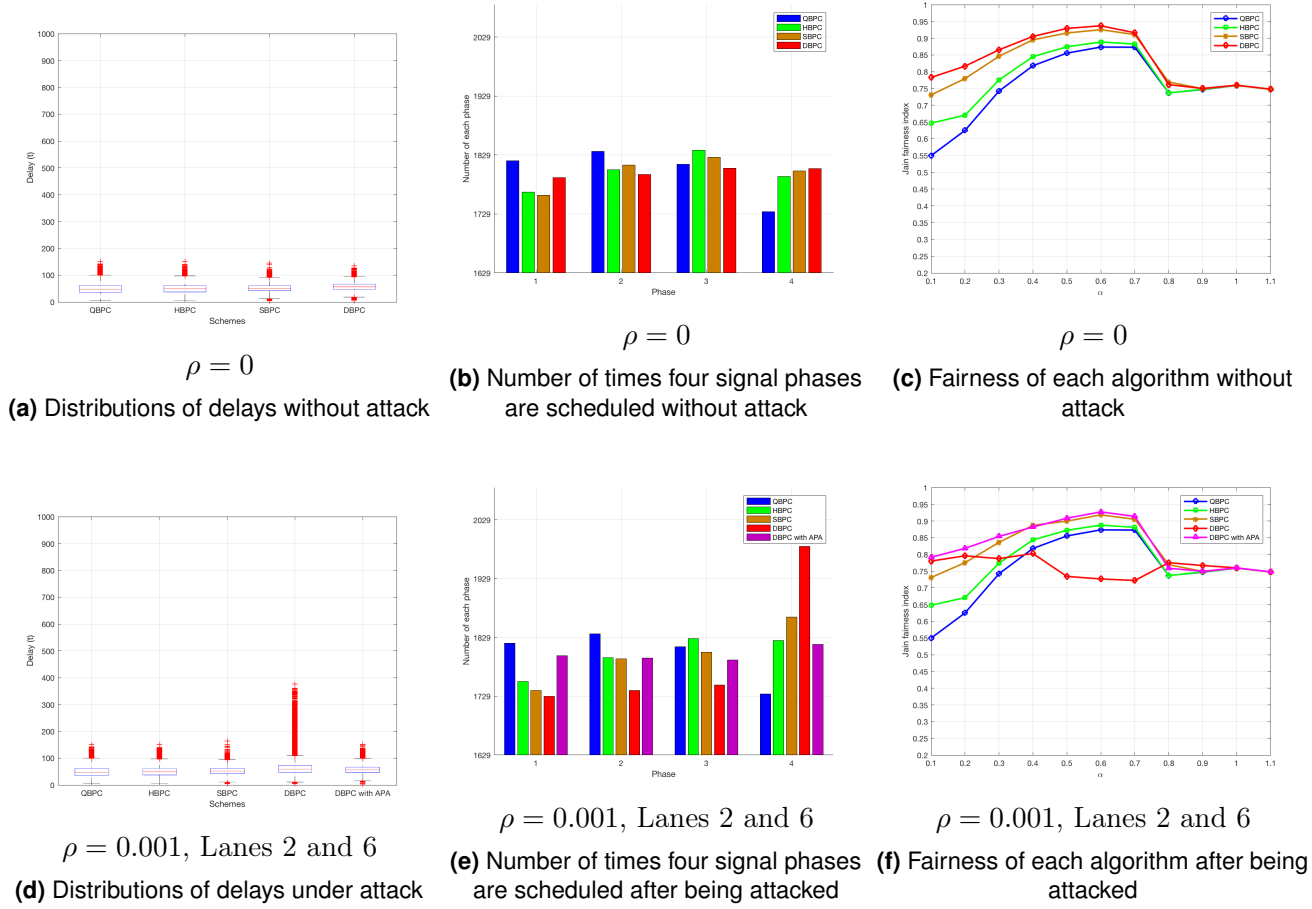 1000
900
800
700
600
500
400
300
200
100
0
Delay (t)
QBPC HBPC SBPC DBPC
Schemes
ρ = 0
(a) Distributions of delays without attack
QBPC
HBPC
SBPC
DBPC
2029
1929
1829
1729
1629
Number of each phase
1 2 3 4
Phase
ρ = 0
(b) Number of times four signal phases
are scheduled without attack
QBPC
HBPC
SBPC
DBPC
1
0.95
0.9
0.85
0.8
0.75
0.7
0.65
0.6
0.55
0.5
0.45
0.4
0.35
0.3
0.25
0.2
Jain fairness index
0.1 0.2 0.3 0.4 0.5 0.6 0.7 0.8 0.9 1 1.1
α
ρ = 0
(c) Fairness of each algorithm without
attack
1000
900
800
700
600
500
400
300
200
100
0
Delay (t)
QBPC HBPC SBPC DBPC DBPC with APA
Schemes
ρ = 0.001, Lanes 2 and 6
(d) Distributions of delays under attack
QBPC
HBPC
SBPC
DBPC
DBPC with APA
2029
1929
1829
1729
1629
Number of each phase
1 2 3 4
Phase
ρ = 0.001, Lanes 2 and 6
(e) Number of times four signal phases
are scheduled after being attacked
QBPC
HBPC
SBPC
DBPC
DBPC with APA
1
0.95
0.9
0.85
0.8
0.75
0.7
0.65
0.6
0.55
0.5
0.45
0.4
0.35
0.3
0.25
0.2
Jain fairness index
0.1 0.2 0.3 0.4 0.5 0.6 0.7 0.8 0.9 1 1.1
α
ρ = 0.001, Lanes 2 and 6
(f) Fairness of each algorithm after being
attacked